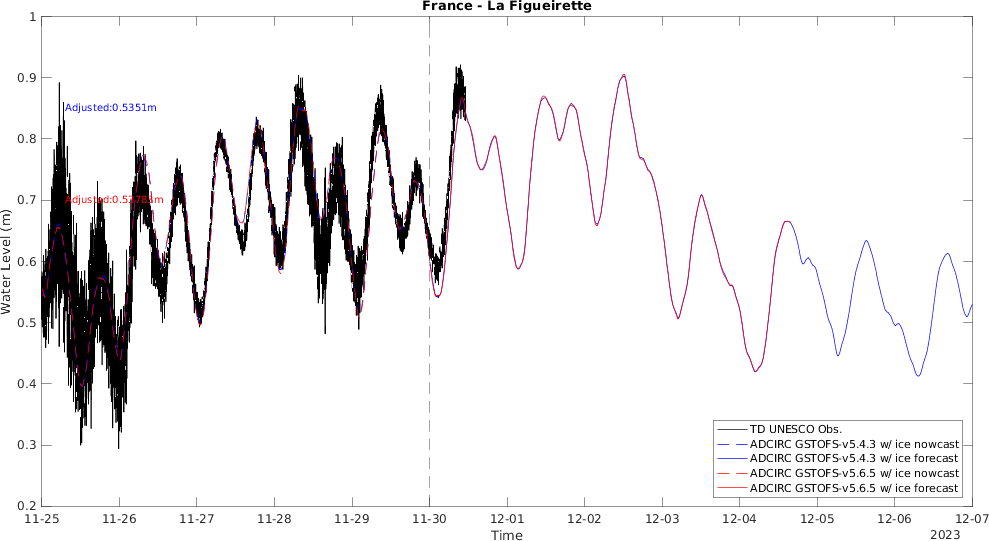 France - La Figueirette
1
0.9
0.8
0.7
0.6
0.5
0.4
0.3
0.2
Water Level (m)
Adjusted:0.5351m
11-25
11-26
11-27
11-28
11-29
11-30
12-01
12-02
12-03
12-04
12-05
12-06
12-07
Time
2023
TD UNESCO Obs.
ADCIRC GSTOFS-v5.4.3 w/ ice nowcast
ADCIRC GSTOFS-v5.4.3 w/ ice forecast
ADCIRC GSTOFS-v5.6.5 w/ ice nowcast
ADCIRC GSTOFS-v5.6.5 w/ ice forecast